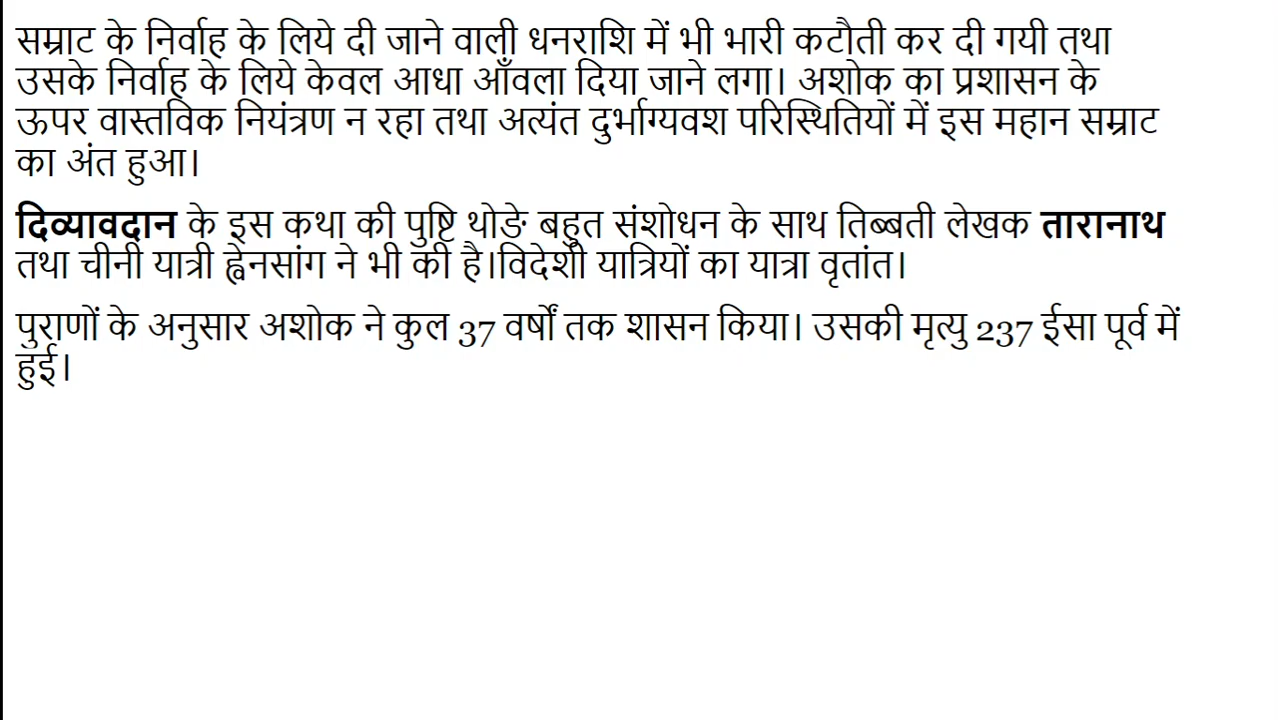 सम्राट के निर्वाह के लिये दी जाने वाली धनराशि में भी भारी कटौती कर दी गयी तथा
उसके निर्वाह के लिये केवल आधा आँवला दिया जाने लगा। अशोक का प्रशासन के
ऊपर वास्तविक नियंत्रण न रहा तथा अत्यंत दुर्भाग्यवश परिस्थितियों में इस महान सम्राट
का अंत हुआ।
दिव्यावदान के इस कथा की पुष्टि थोङे बहुत संशोधन के साथ तिब्बती लेखक तारानाथ
तथा चीनी यात्री ह्वेनसांग ने भी की है।विदेशी यात्रियों का यात्रा वृतांत।
पुराणों के अनुसार अशोक ने कुल 37 वर्षों तक शासन किया। उसकी मृत्यु 237 ईसा पूर्व में
हुई।